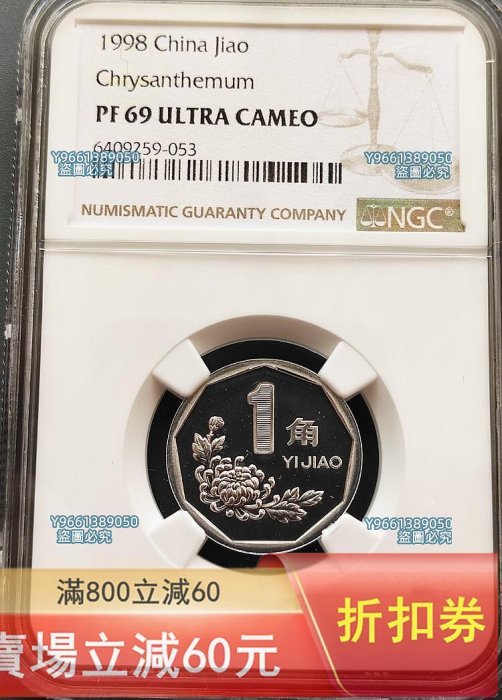 1998 China Jiao
Chrysanthemum
PF 69 ULTRA CAMEO
6409259-053
Y9661389050
盜圖必究
Y9661389050
盜圖必究
NUMISMATIC GUARANTY COMPANY
NGC®
1角
YIJIAO
Y9661389050
盜圖必究
Y9661389050
盜圖必究
滿800立減60
賣場立減60元
折扣券